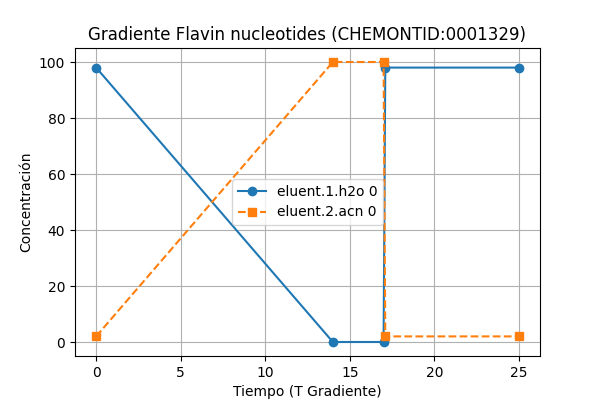 Gradiente Flavin nucleotides (CHEMONTID:0001329)
100
80
60
40
20
0
Concentración
eluent.1.h2o 0
eluent.2.acn 0
0
5
10
15
20
25
Tiempo (T Gradiente)